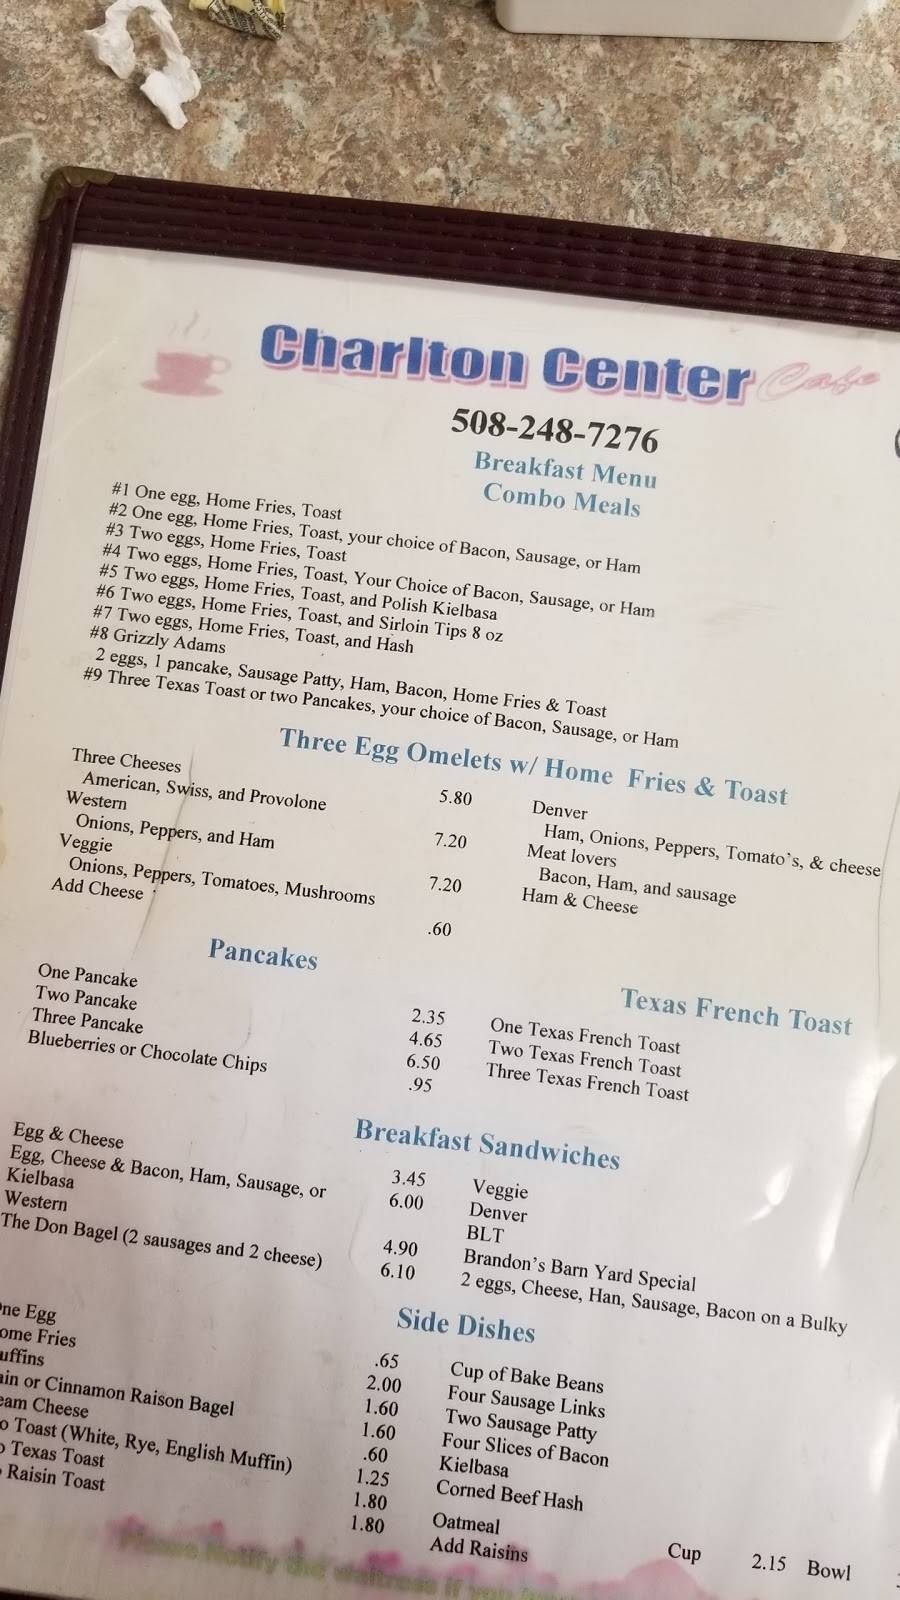 Charlton Center Cafe
508-248-7276
Breakfast Menu
Combo Meals
#1 One egg, Home Fries, Toast
#2 One egg, Home Fries, Toast, your choice of Bacon, Sausage, or Ham
#3 Two eggs, Home Fries, Toast
#4 Two eggs, Home Fries, Toast, Your Choice of Bacon, Sausage, or Ham
#5 Two eggs, Home Fries, Toast, and Polish Kielbasa
#6 Two eggs, Home Fries, Toast, and Sirloin Tips 8 oz
#7 Two eggs, Home Fries, Toast, and Hash
#8 Grizzly Adams
2 eggs, 1 pancake, Sausage Patty, Ham, Bacon, Home Fries & Toast
#9 Three Texas Toast or two Pancakes, your choice of Bacon, Sausage, or Ham
Three Egg Omelets w/ Home Fries & Toast
Three Cheeses 5.80
American, Swiss, and Provolone
Western 7.20
Onions, Peppers, and Ham
Veggie 7.20
Onions, Peppers, Tomatoes, Mushrooms
Add Cheese .60
Denver
Ham, Onions, Peppers, Tomato's, & cheese
Meat lovers
Bacon, Ham, and sausage
Ham & Cheese
Pancakes
One Pancake 2.35
Two Pancake 4.65
Three Pancake 6.50
Blueberries or Chocolate Chips .95
Texas French Toast
One Texas French Toast
Two Texas French Toast
Three Texas French Toast
Breakfast Sandwiches
Egg & Cheese 3.45
Egg, Cheese & Bacon, Ham, Sausage, or 6.00
Kielbasa
Western 4.90
The Don Bagel (2 sausages and 2 cheese) 6.10
Veggie
Denver
BLT
Brandon's Barn Yard Special
2 eggs, Cheese, Han, Sausage, Bacon on a Bulky
Side Dishes
ne Egg .65
ome Fries 2.00
uffins 1.60
ain or Cinnamon Raison Bagel 1.60
eam Cheese .60
o Toast (White, Rye, English Muffin) 1.25
o Texas Toast 1.80
Raisin Toast 1.80
Cup of Bake Beans
Four Sausage Links
Two Sausage Patty
Four Slices of Bacon
Kielbasa
Corned Beef Hash
Oatmeal Cup 2.15 Bowl
Add Raisins
Please Notify the waitress if you